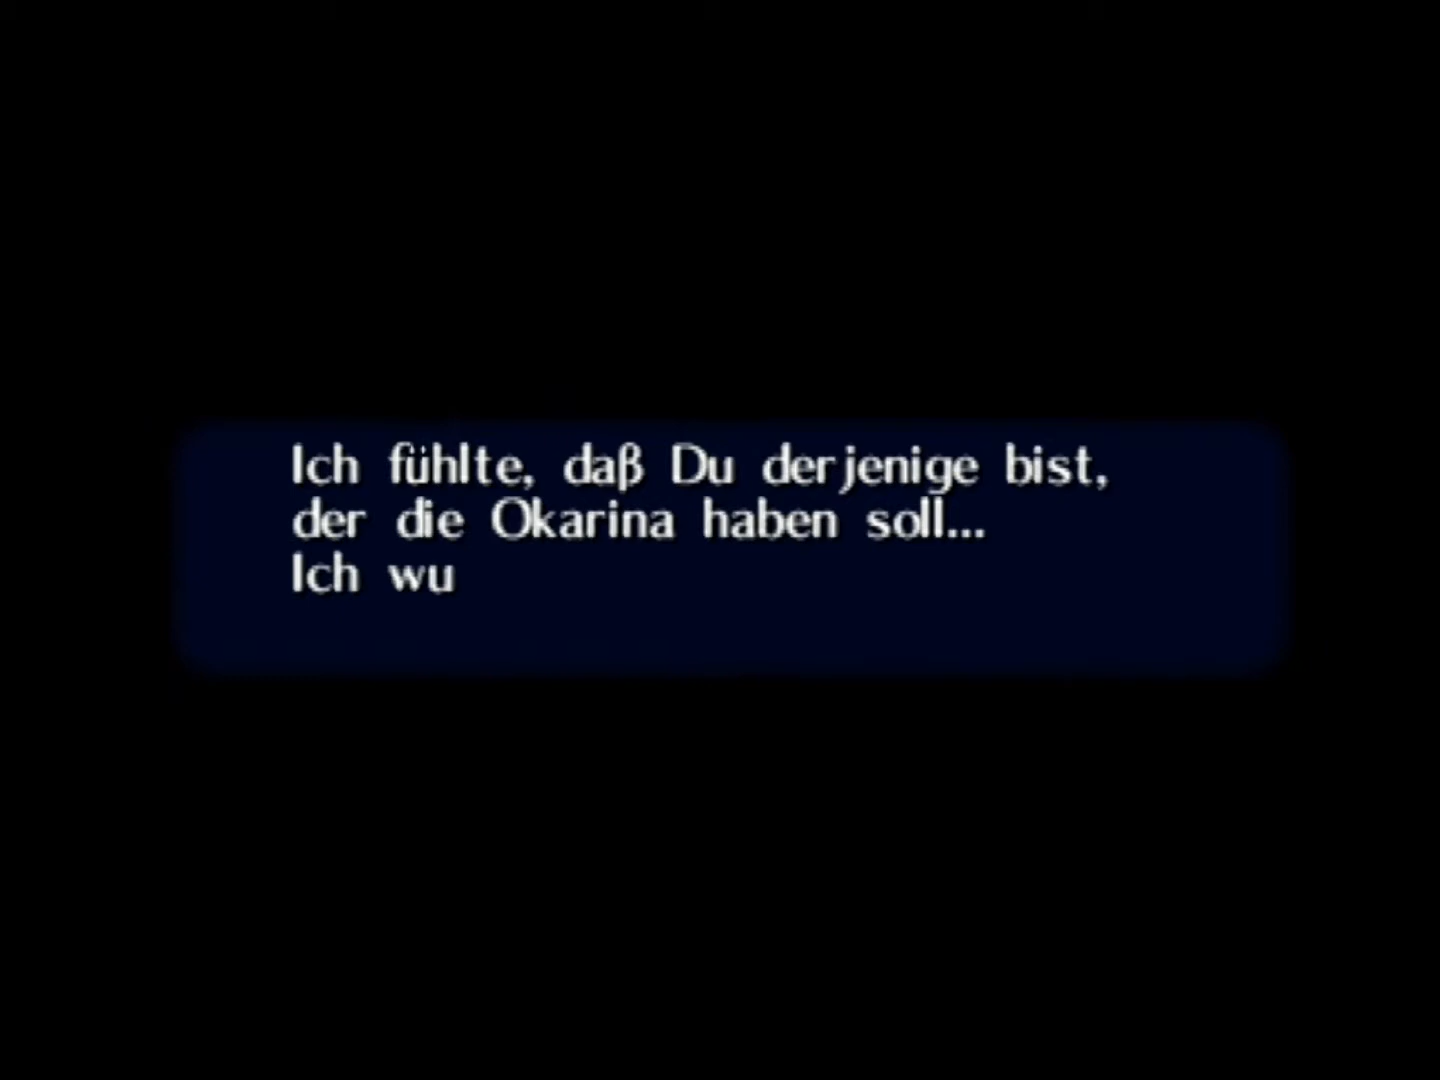 Ich fühlte, daß Du derjenige bist,
der die Okarina haben soll...
Ich wu